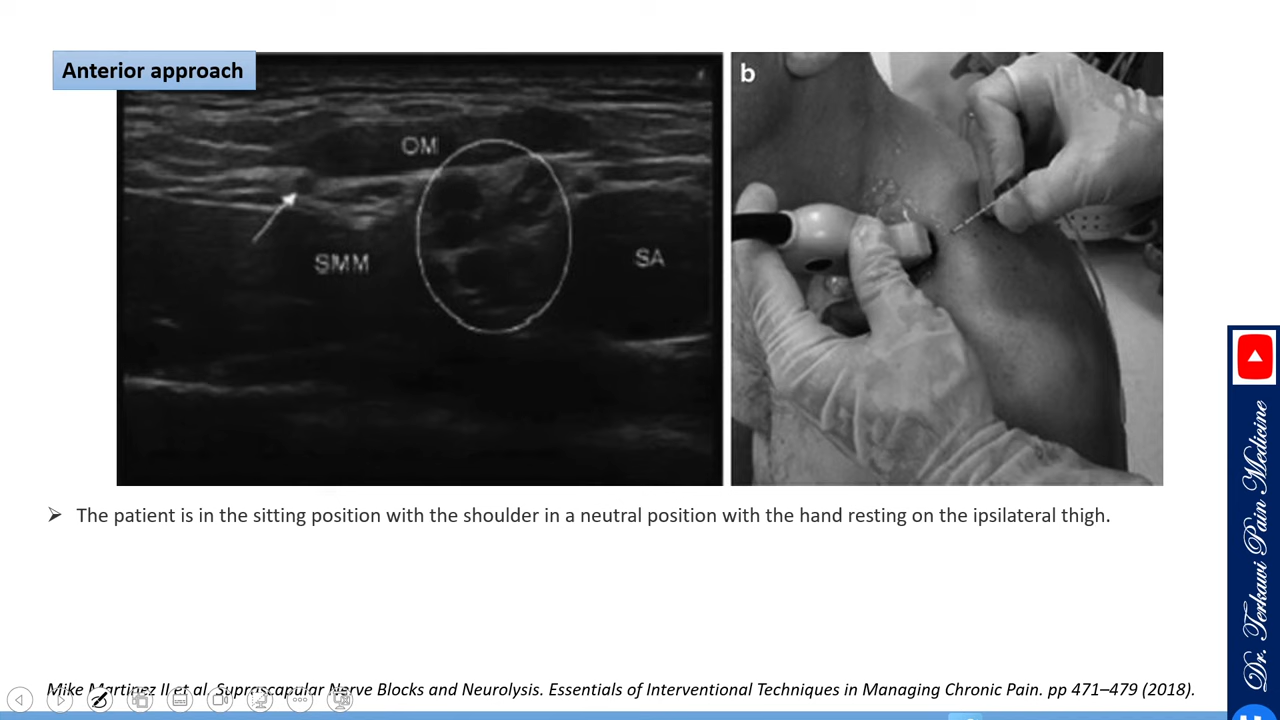 Anterior approach
OM
SMM
SA
b
➢ The patient is in the sitting position with the shoulder in a neutral position with the hand resting on the ipsilateral thigh.
Dr. Terkawi Pain Medicine
Mike Martinez II et al. Suprascapular Nerve Blocks and Neurolysis. Essentials of Interventional Techniques in Managing Chronic Pain. pp 471–479 (2018).